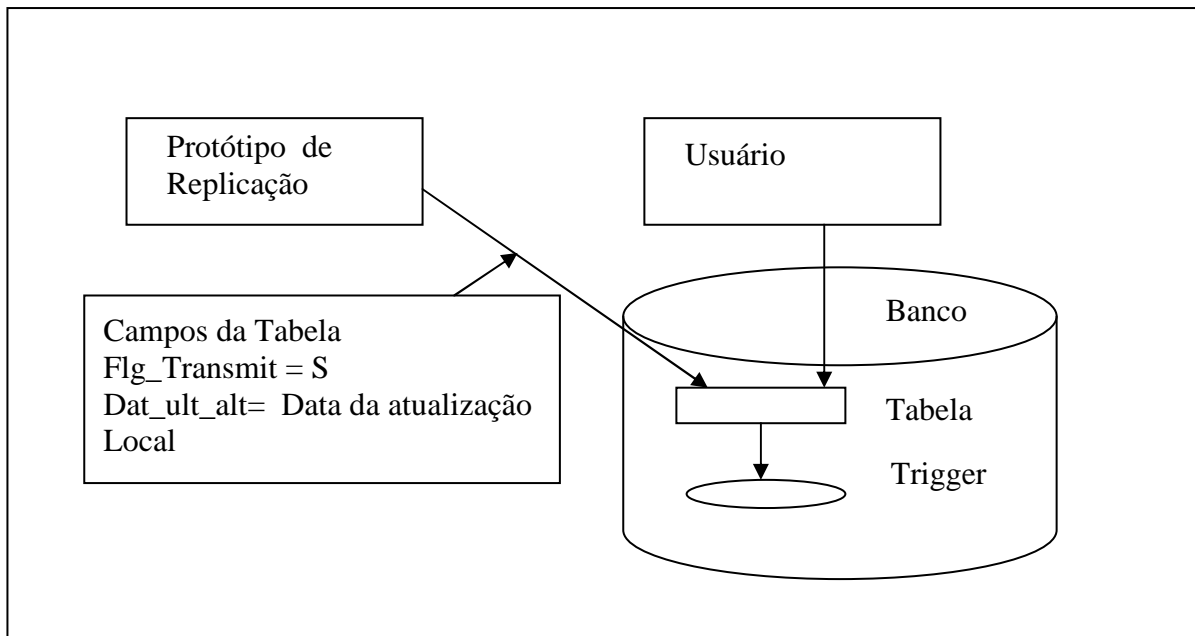 Protótipo de
Replicação
Usuário
Campos da Tabela
Flg_Transmit = S
Dat_ult_alt= Data da atualização
Local
Banco
Tabela
Trigger